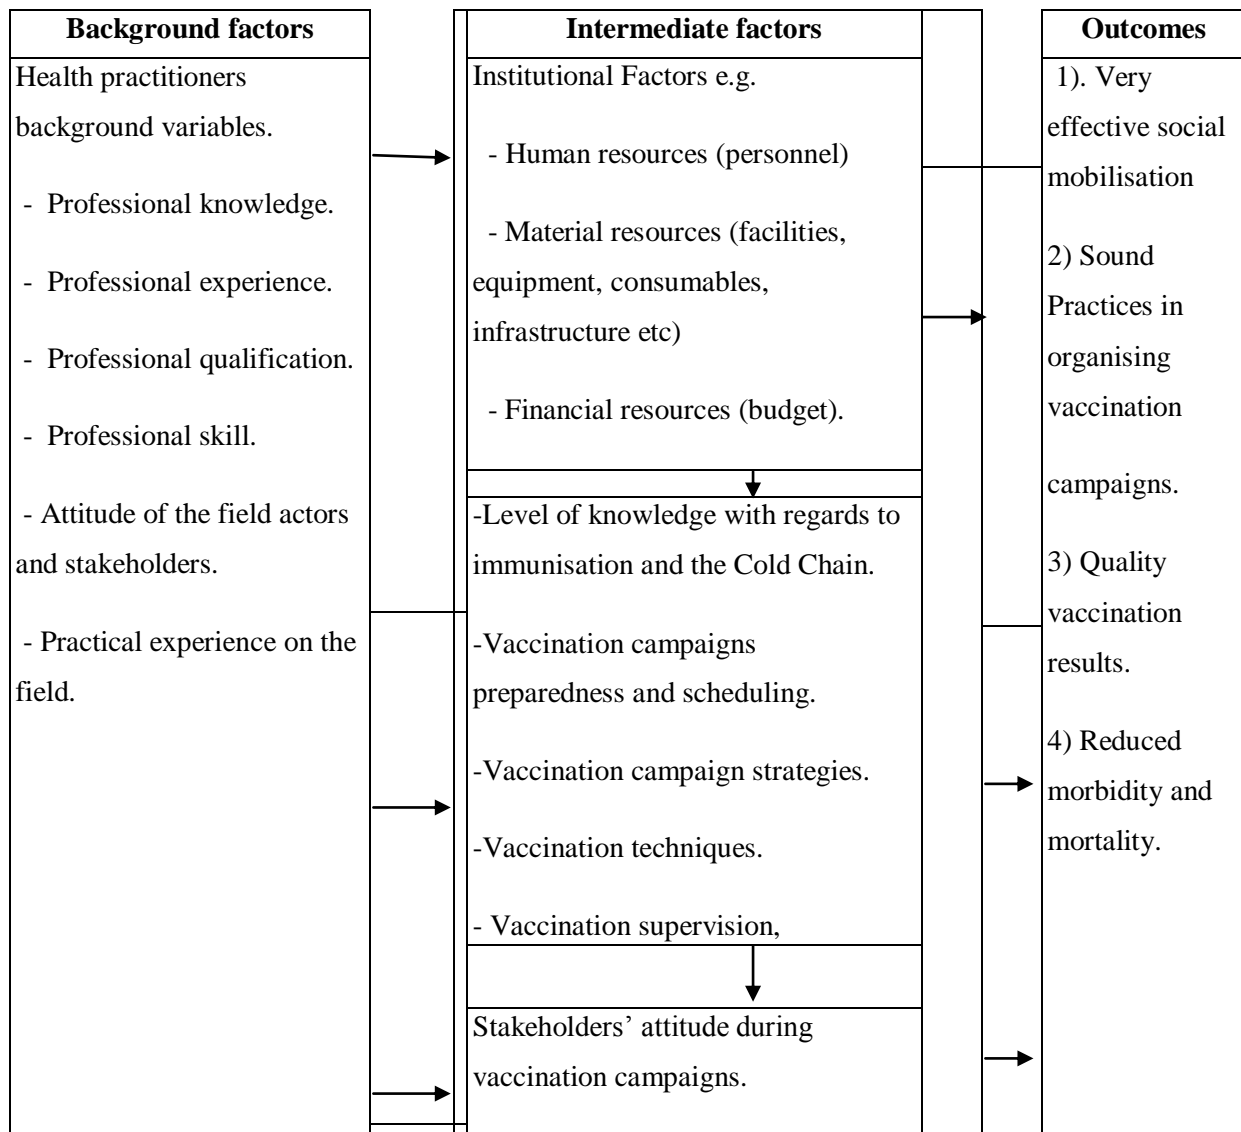 Background factors
Health practitioners
background variables.
- Professional knowledge.
- Professional experience.
- Professional qualification.
- Professional skill.
- Attitude of the field actors
and stakeholders.
- Practical experience on the
field.
Intermediate factors
Institutional Factors e.g.
- Human resources (personnel)
- Material resources (facilities,
equipment, consumables,
infrastructure etc)
- Financial resources (budget).
-Level of knowledge with regards to
immunisation and the Cold Chain.
-Vaccination campaigns
preparedness and scheduling.
-Vaccination campaign strategies.
-Vaccination techniques.
- Vaccination supervision,
Stakeholders’ attitude during
vaccination campaigns.
Outcomes
1). Very
effective social
mobilisation
2) Sound
Practices in
organising
vaccination
campaigns.
3) Quality
vaccination
results.
4) Reduced
morbidity and
mortality.